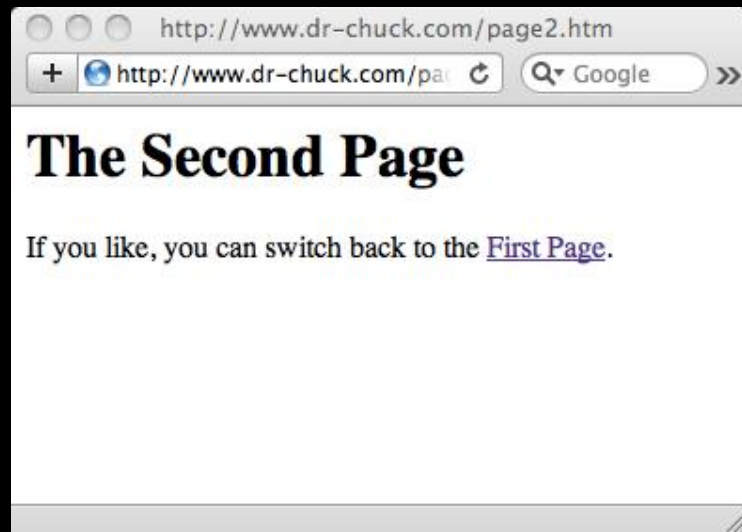 http://www.dr-chuck.com/page2.htm
+ http://www.dr-chuck.com/pa Google »
The Second Page
If you like, you can switch back to the First Page.